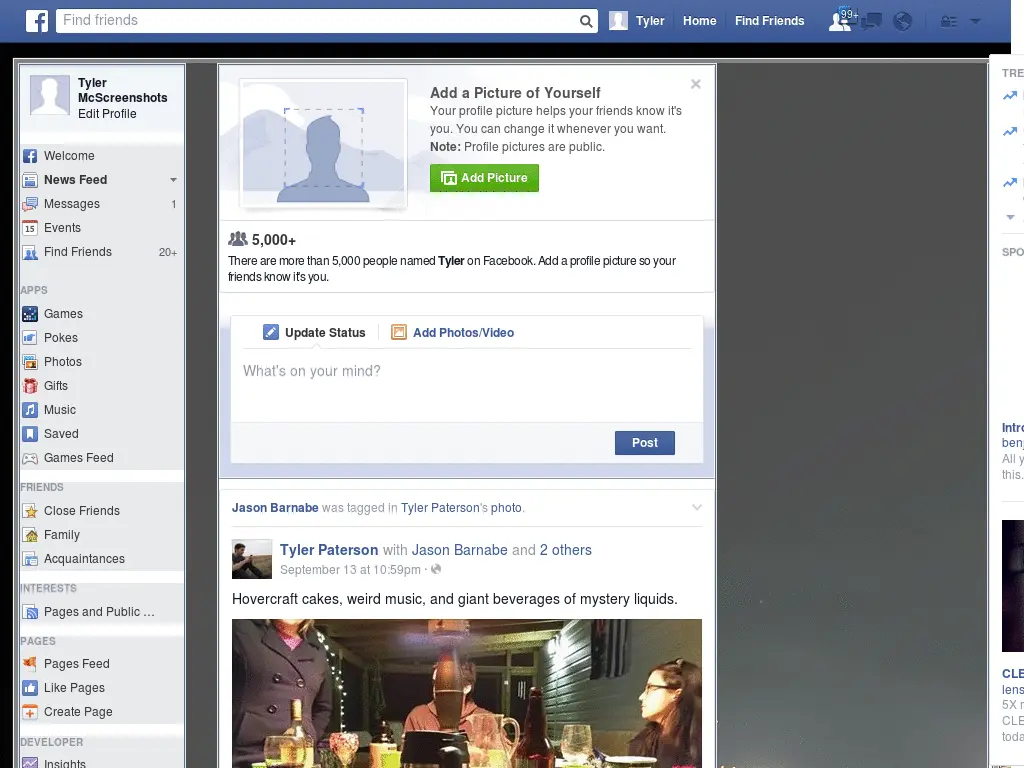 Find friends
Tyler
Home
Find Friends
99+
Tyler
McScreenshots
Edit Profile
Welcome
News Feed
Messages 1
Events
Find Friends 20+
APPS
Games
Pokes
Photos
Gifts
Music
Saved
Games Feed
FRIENDS
Close Friends
Family
Acquaintances
INTERESTS
Pages and Public ...
PAGES
Pages Feed
Like Pages
Create Page
DEVELOPER
Insights
Add a Picture of Yourself
Your profile picture helps your friends know it's
you. You can change it whenever you want.
Note: Profile pictures are public.
Add Picture
5,000+
There are more than 5,000 people named Tyler on Facebook. Add a profile picture so your
friends know it's you.
Update Status
Add Photos/Video
What's on your mind?
Post
Jason Barnabe was tagged in Tyler Paterson's photo.
Tyler Paterson with Jason Barnabe and 2 others
September 13 at 10:59pm ·
Hovercraft cakes, weird music, and giant beverages of mystery liquids.
TRE
SPO
Intro
benj
All y
this.
CLE
lens
5X m
CLE
toda